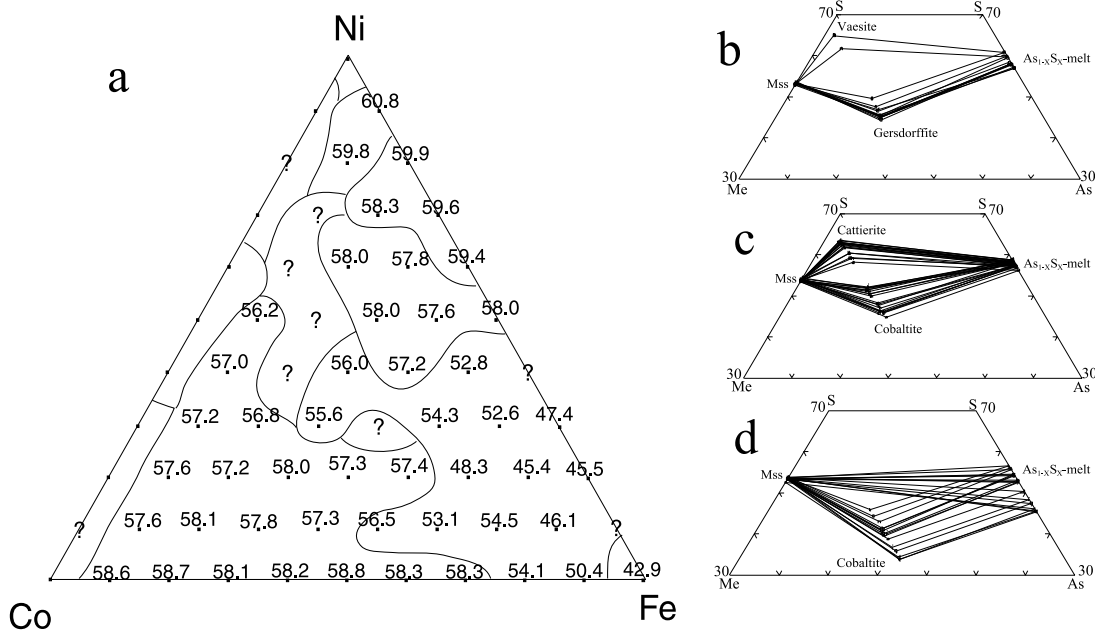 a
Ni
60.8
59.8 59.9
?
? 58.3 59.6
? 58.0 57.8 59.4
56.2 ? 58.0 57.6 58.0
57.0 ? 56.0 57.2 52.8 ?
57.2 56.8 55.6 ? 54.3 52.6 47.4
57.6 57.2 58.0 57.3 57.4 48.3 45.4 45.5
? 57.6 58.1 57.8 57.3 56.5 53.1 54.5 46.1 ?
58.6 58.7 58.1 58.2 58.8 58.3 58.3 54.1 50.4 42.9
Co Fe
b
70 S S 70
Vaesite
As1-XSX-melt
Mss
Gersdorffite
30 30
Me As
c
70 S S 70
Cattierite
As1-XSX-melt
Mss
Cobaltite
30 30
Me As
d
70 S S 70
Mss
As1-XSX-melt
Cobaltite
30 30
Me As